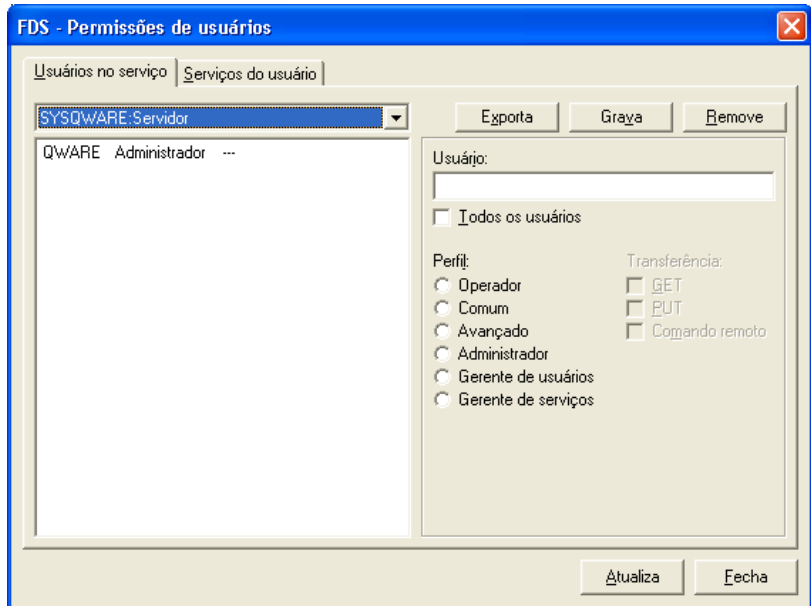 FDS - Permissões de usuários
Usuários no serviço
Serviços do usuário
SYSQWARE:Servidor
Exporta
Grava
Remove
QWARE Administrador ---
Usuário:
Todos os usuários
Perfil:
Transferência:
Operador
GET
Comum
PUT
Avançado
Comando remoto
Administrador
Gerente de usuários
Gerente de serviços
Atualiza
Fecha